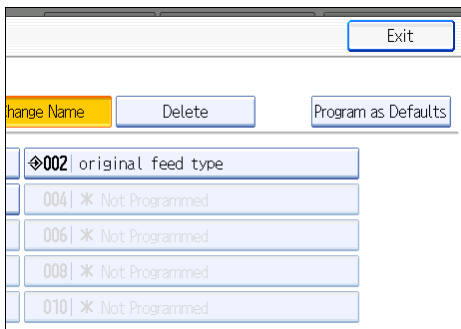 Exit
Change Name Delete Program as Defaults
002 original feed type
004 Not Programmed
006 Not Programmed
008 Not Programmed
010 Not Programmed